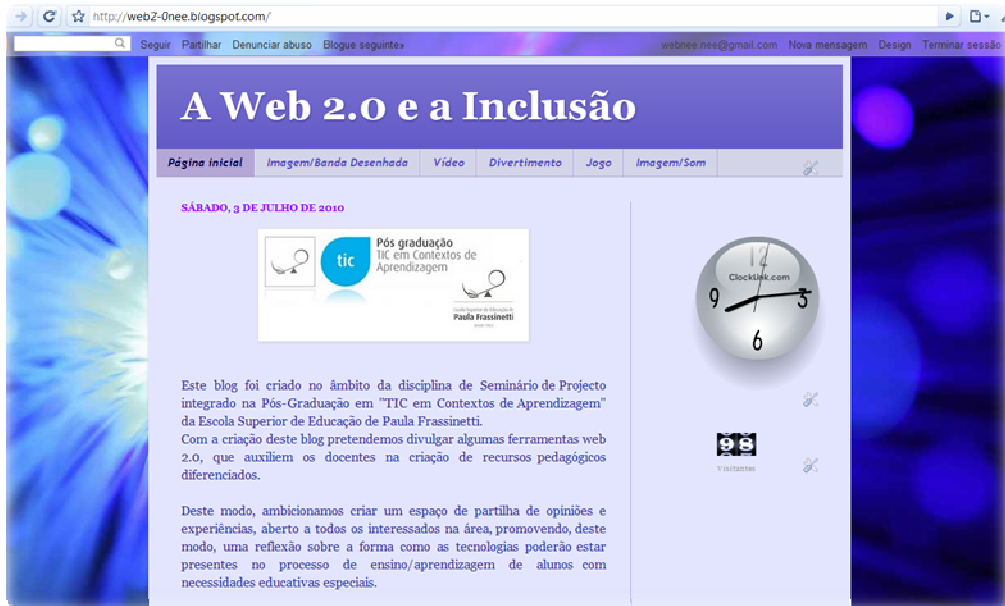 http://web2-0nee.blogspot.com/
Seguir Partilhar Denunciar abuso Blogue seguinte» webnee.nee@gmail.com Nova mensagem Design Terminar sessão
A Web 2.0 e a Inclusão
Página inicial Imagem/Banda Desenhada Vídeo Divertimento Jogo Imagem/Som
SÁBADO, 3 DE JULHO DE 2010
Pós graduação
TIC em Contextos de
Aprendizagem
tic
Escola Superior de Educação de
Paula Frassinetti
12
ClockLink.com
9 3
6
Este blog foi criado no âmbito da disciplina de Seminário de Projecto
integrado na Pós-Graduação em "TIC em Contextos de Aprendizagem"
da Escola Superior de Educação de Paula Frassinetti.
Com a criação deste blog pretendemos divulgar algumas ferramentas web
2.0, que auxiliem os docentes na criação de recursos pedagógicos
diferenciados.
98
Visitantes
Deste modo, ambicionamos criar um espaço de partilha de opiniões e
experiências, aberto a todos os interessados na área, promovendo, deste
modo, uma reflexão sobre a forma como as tecnologias poderão estar
presentes no processo de ensino/aprendizagem de alunos com
necessidades educativas especiais.